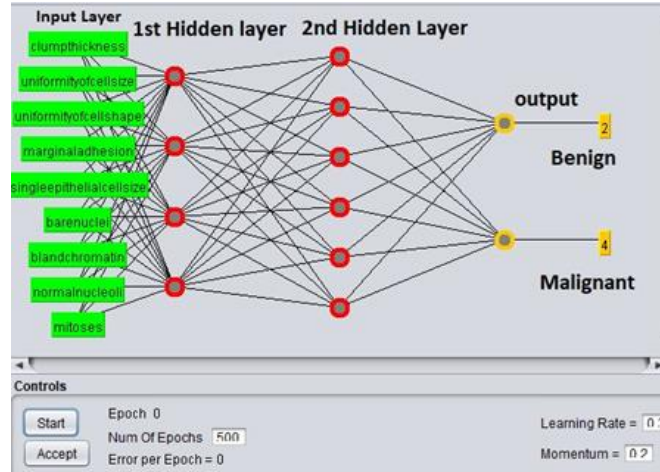 Input Layer
1st Hidden layer
2nd Hidden Layer
clumpthickness
uniformityofcellsize
uniformityofcellshape
marginaladhesion
singleepithelialcellsize
barenuclei
blandchromatin
normalnucleoli
mitoses
output
2
Benign
4
Malignant
Controls
Start
Accept
Epoch 0
Num Of Epochs 500
Error per Epoch = 0
Learning Rate =
Momentum = 0.2